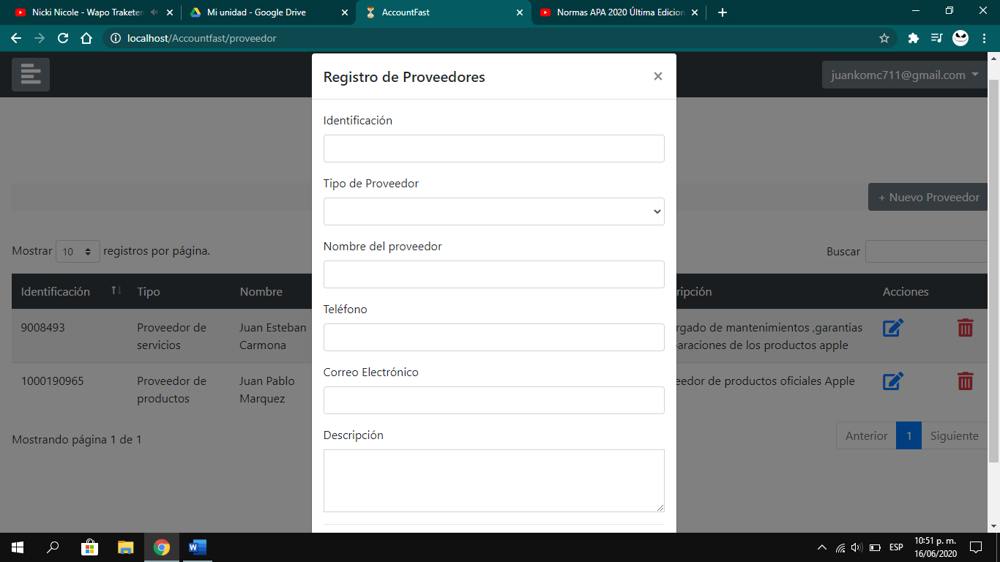 Nicki Nicole - Wapo Traketer
Mi unidad - Google Drive
AccountFast
Normas APA 2020 Última Edicion
localhost/Accountfast/proveedor
juankomc711@gmail.com
Registro de Proveedores
Identificación
Tipo de Proveedor
Nombre del proveedor
Teléfono
Correo Electrónico
Descripción
+ Nuevo Proveedor
Mostrar 10 registros por página.
Buscar
Identificación Tipo Nombre ripción Acciones
9008493 Proveedor de Juan Esteban rgado de mantenimientos ,garantias
servicios Carmona paraciones de los productos apple
1000190965 Proveedor de Juan Pablo eedor de productos oficiales Apple
productos Marquez
Mostrando página 1 de 1
Anterior 1 Siguiente
ESP
10:51 p. m.
16/06/2020